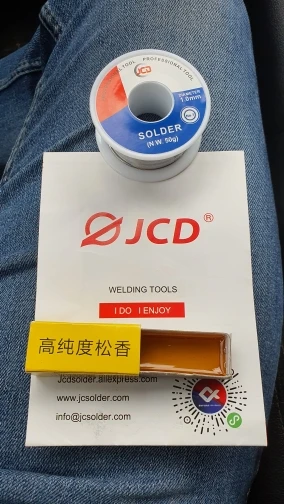 TOOL · PROFESSIONAL TOOL
JCD
DIAMETER
1.0mm
SOLDER
(N.W. 50g)
JCD®
WELDING TOOLS
I DO I ENJOY
高纯度松香
Jcdsolder.aliexpress.com
www.jcsolder.com
info@jcsolder.com